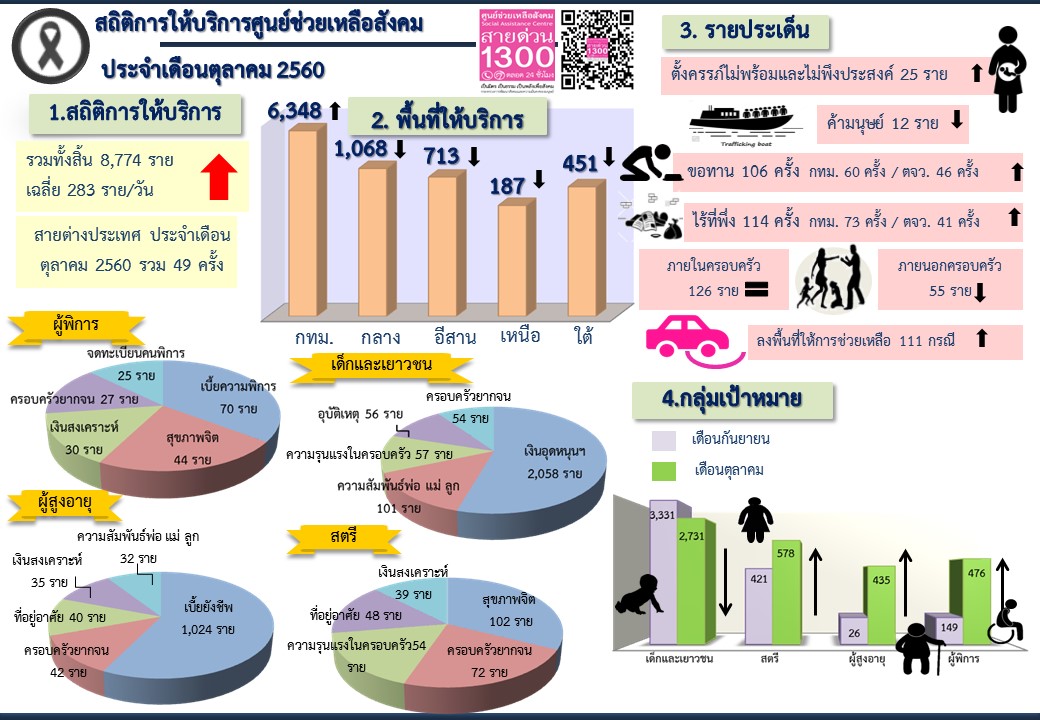 สถิติการให้บริการศูนย์ช่วยเหลือสังคม
ประจำเดือนตุลาคม 2560
ศูนย์ช่วยเหลือสังคม
Social Assistance Centre
สายด่วน
1300
ตลอด 24 ชั่วโมง
1.สถิติการให้บริการ
รวมทั้งสิ้น 8,774 ราย
เฉลี่ย 283 ราย/วัน
สายต่างประเทศ ประจำเดือน
ตุลาคม 2560 รวม 49 ครั้ง
2. พื้นที่ให้บริการ
6,348
1,068
713
187
451
กทม. กลาง อีสาน เหนือ ใต้
3. รายประเด็น
ตั้งครรภ์ไม่พร้อมและไม่พึงประสงค์ 25 ราย
Trafficking boat
ค้ามนุษย์ 12 ราย
ขอทาน 106 ครั้ง กทม. 60 ครั้ง / ตจว. 46 ครั้ง
ไร้ที่พึ่ง 114 ครั้ง กทม. 73 ครั้ง / ตจว. 41 ครั้ง
ภายในครอบครัว
126 ราย
ภายนอกครอบครัว
55 ราย
ลงพื้นที่ให้การช่วยเหลือ 111 กรณี
ผู้พิการ
จดทะเบียนคนพิการ
25 ราย
เบี้ยความพิการ
70 ราย
ครอบครัวยากจน 27 ราย
เงินสงเคราะห์
30 ราย
สุขภาพจิต
44 ราย
เด็กและเยาวชน
ครอบครัวยากจน
54 ราย
อุบัติเหตุ 56 ราย
เงินอุดหนุนฯ
2,058 ราย
ความรุนแรงในครอบครัว 57 ราย
ความสัมพันธ์พ่อ แม่ ลูก
101 ราย
ผู้สูงอายุ
ความสัมพันธ์พ่อ แม่ ลูก
32 ราย
เงินสงเคราะห์
35 ราย
เบี้ยยังชีพ
1,024 ราย
ที่อยู่อาศัย 40 ราย
ครอบครัวยากจน
42 ราย
สตรี
เงินสงเคราะห์
39 ราย
สุขภาพจิต
102 ราย
ที่อยู่อาศัย 48 ราย
ความรุนแรงในครอบครัว54
ราย
ครอบครัวยากจน
72 ราย
4.กลุ่มเป้าหมาย
เดือนกันยายน
เดือนตุลาคม
3,331
2,731
421
578
26
435
149
476
เด็กและเยาวชน สตรี ผู้สูงอายุ ผู้พิการ